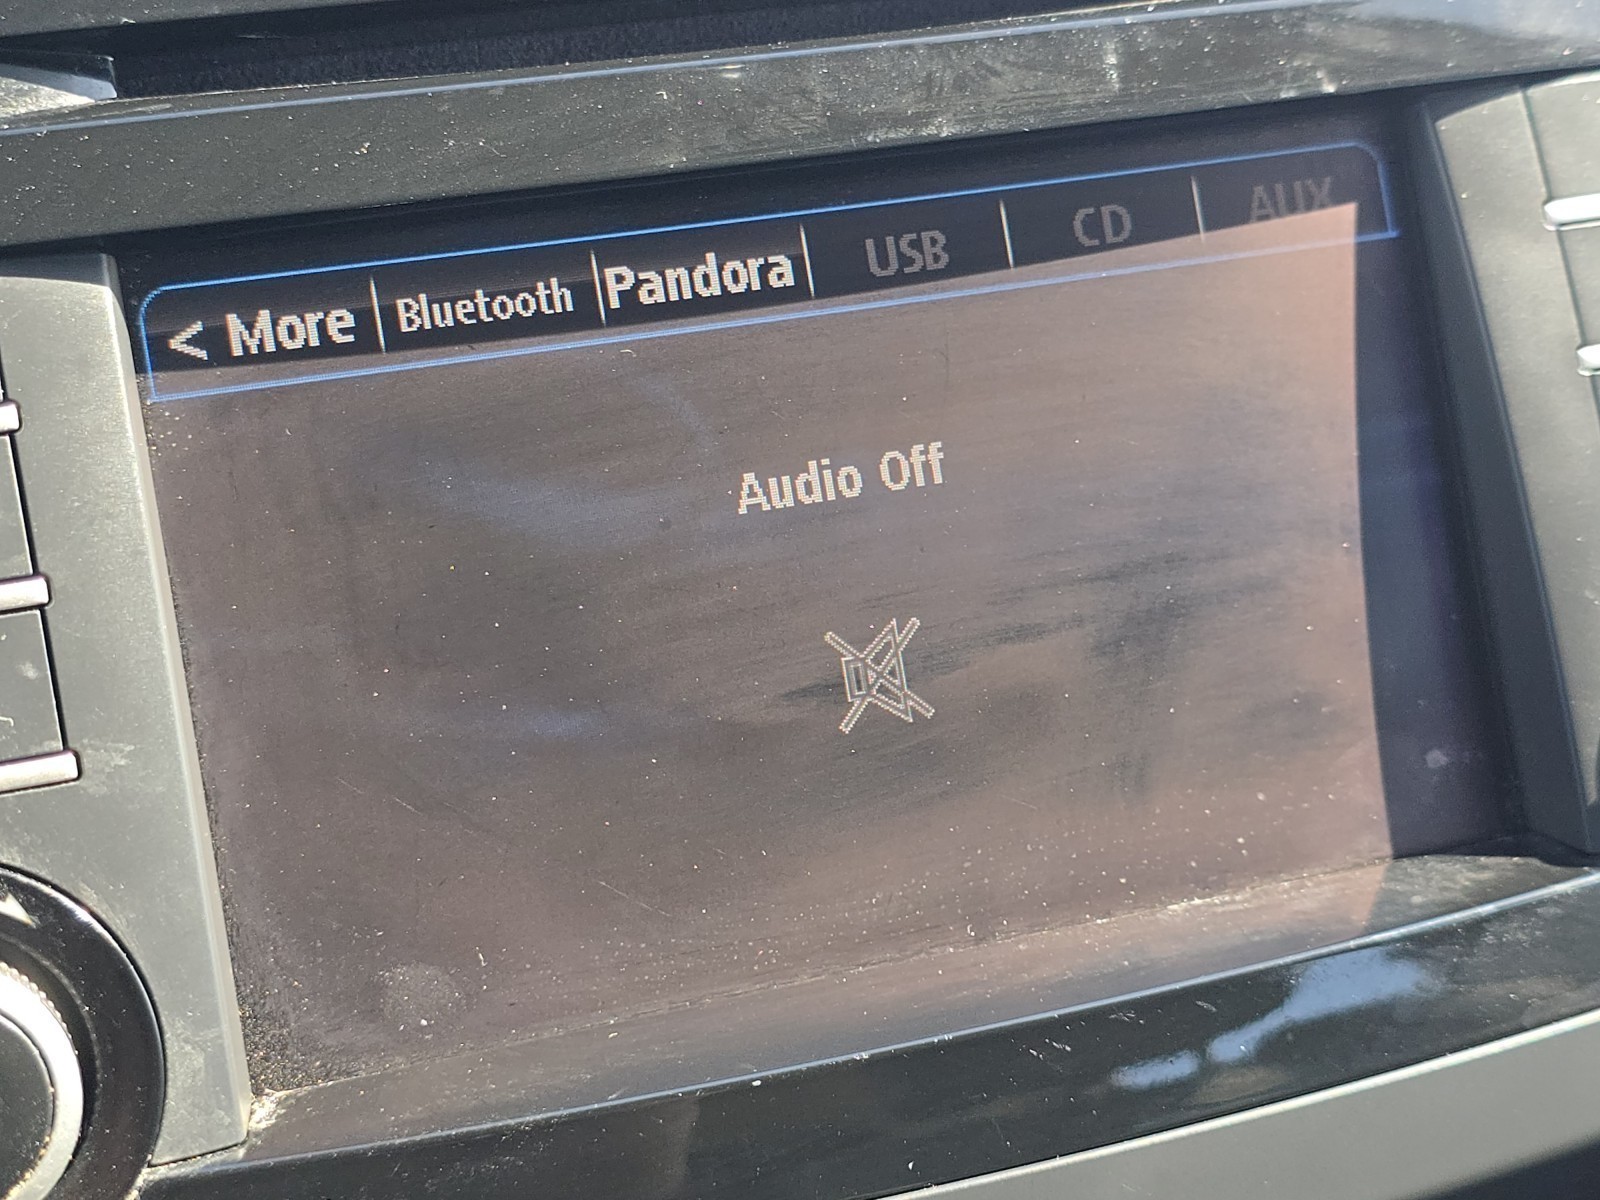 < More Bluetooth Pandora USB CD AUX
Audio Off